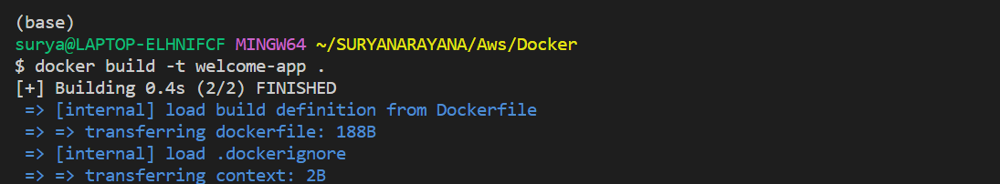 (base)
surya@LAPTOP-ELHNIFCF MINGW64 ~/SURYANARAYANA/Aws/Docker
$ docker build -t welcome-app .
[+] Building 0.4s (2/2) FINISHED
=> [internal] load build definition from Dockerfile
=> => transferring dockerfile: 188B
=> [internal] load .dockerignore
=> => transferring context: 2B